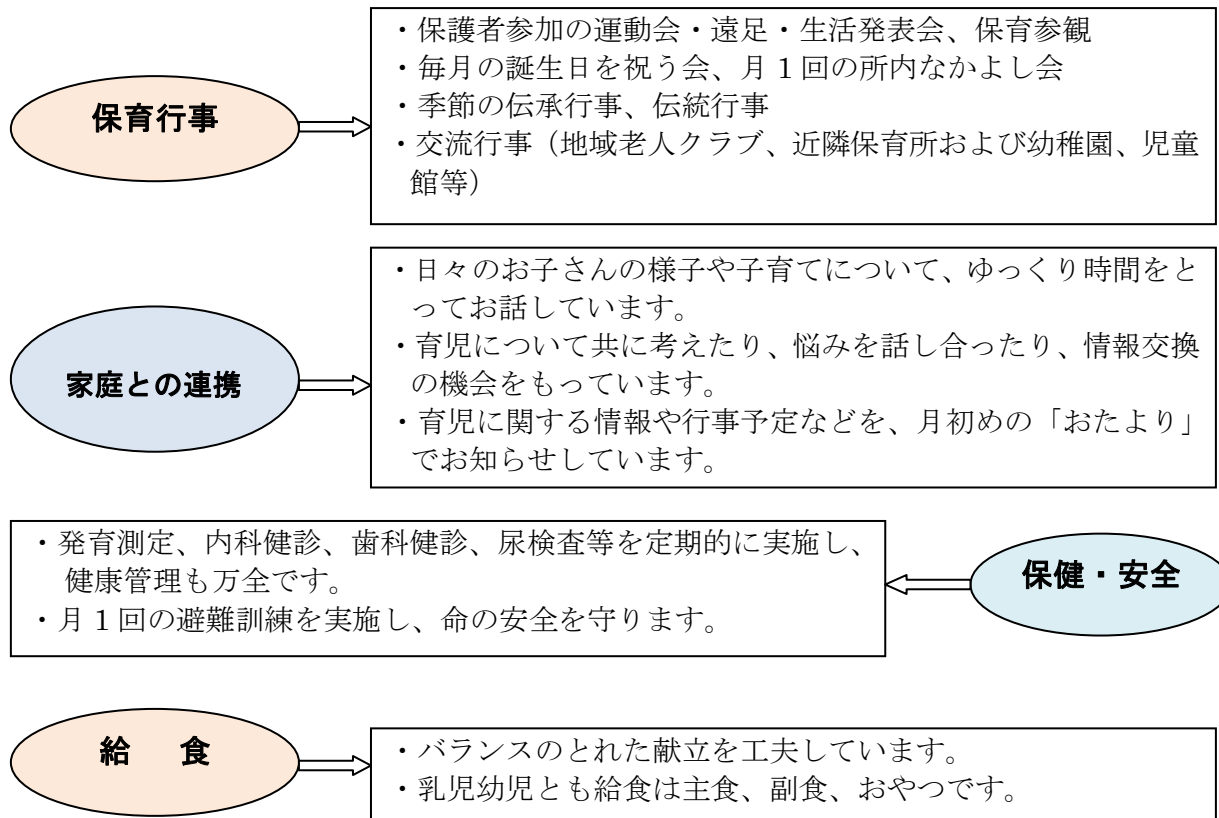 保育行事
・保護者参加の運動会・遠足・生活発表会、保育参観
・毎月の誕生日を祝う会、月1回の所内なかよし会
・季節の伝承行事、伝統行事
・交流行事（地域老人クラブ、近隣保育所および幼稚園、児童
館等）
家庭との連携
・日々のお子さんの様子や子育てについて、ゆっくり時間をと
ってお話しています。
・育児について共に考えたり、悩みを話し合ったり、情報交換
の機会をもっています。
・育児に関する情報や行事予定などを、月初めの「おたより」
でお知らせしています。
・発育測定、内科健診、歯科健診、尿検査等を定期的に実施し、
健康管理も万全です。
・月1回の避難訓練を実施し、命の安全を守ります。
保健・安全
給　食
・バランスのとれた献立を工夫しています。
・乳児幼児とも給食は主食、副食、おやつです。